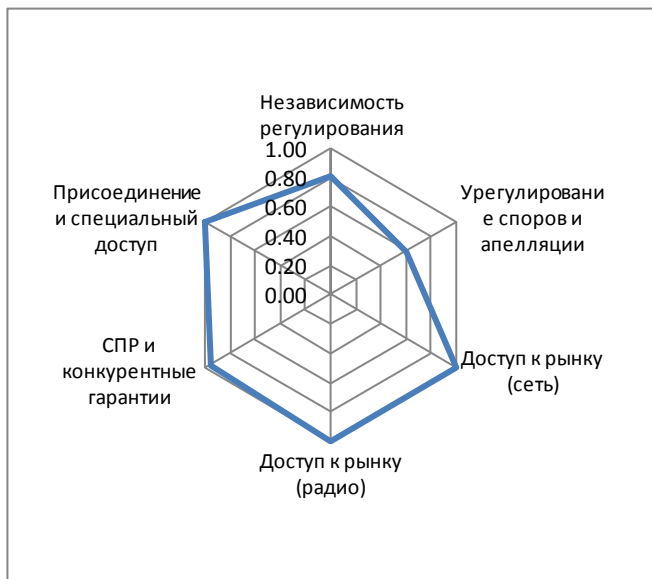 Независимость
регулирования
1.00
0.80
0.60
0.40
0.20
0.00
Урегулировани
е споров и
апелляции
Доступ к рынку
(сеть)
Доступ к рынку
(радио)
СПР и
конкурентные
гарантии
Присоединение
и специальный
доступ